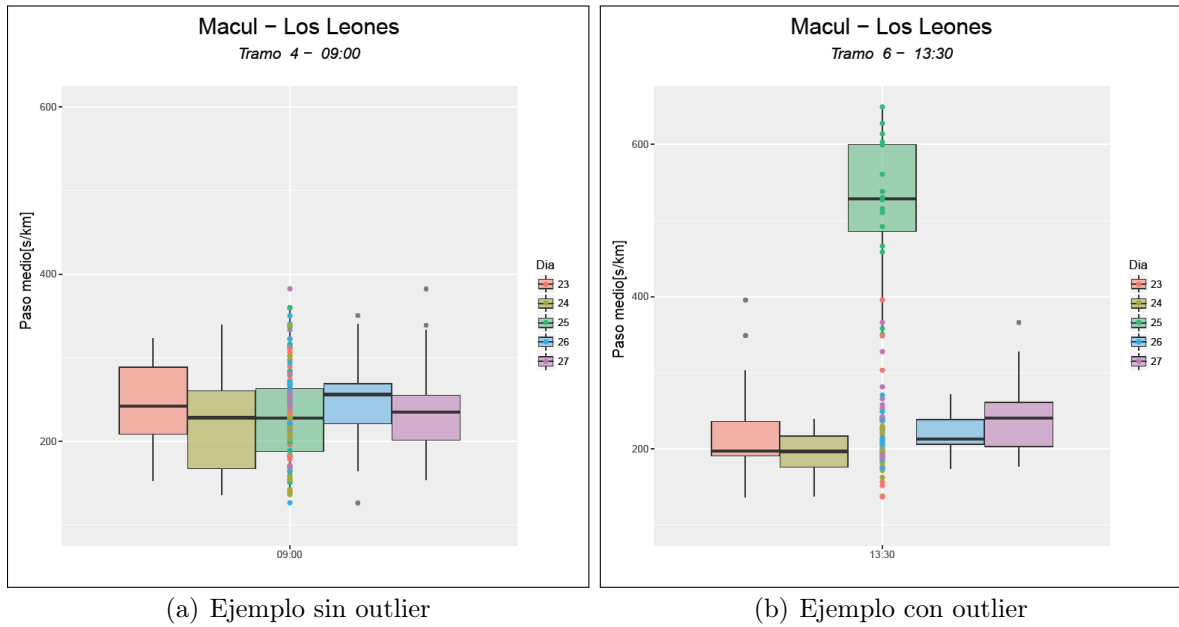 Macul – Los Leones
Tramo 4 – 09:00
Paso medio[s/km]
600
400
200
09:00
Dia
23
24
25
26
27
(a) Ejemplo sin outlier
Macul – Los Leones
Tramo 6 – 13:30
Paso medio[s/km]
600
400
200
13:30
Dia
23
24
25
26
27
(b) Ejemplo con outlier